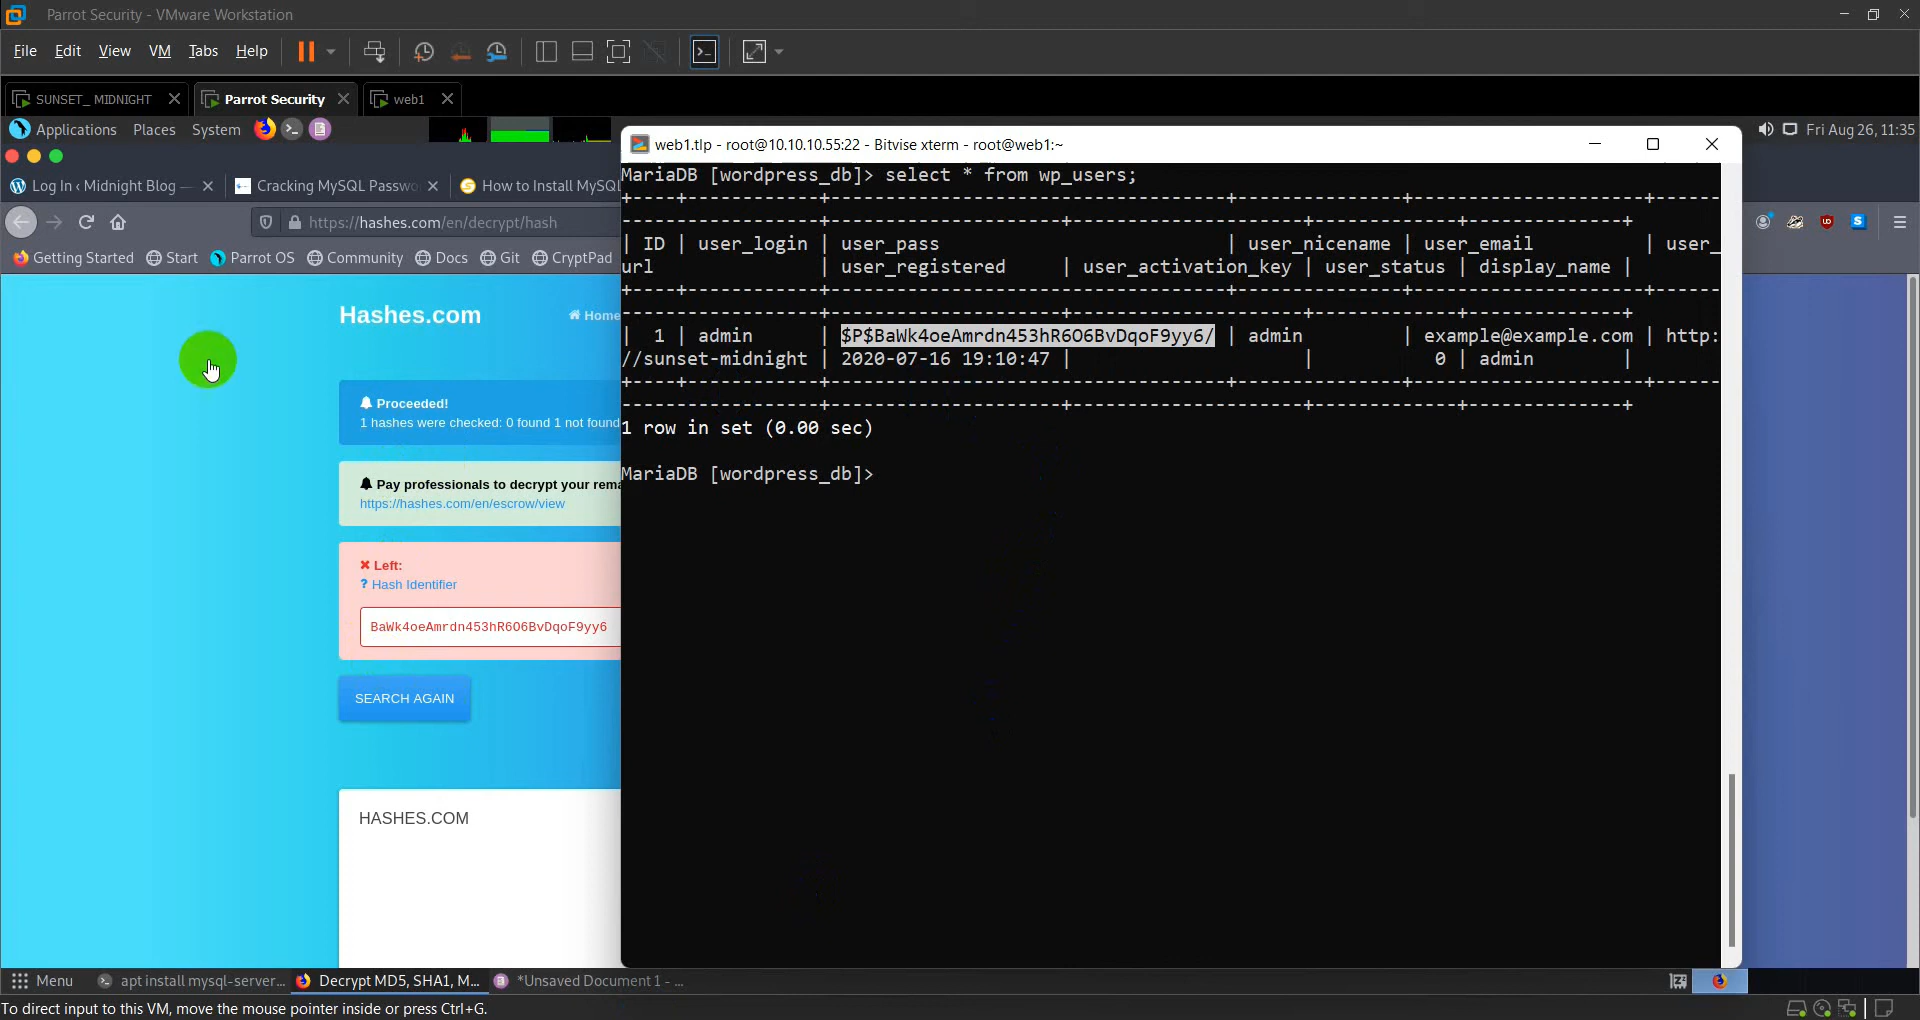 Parrot Security - VMware Workstation
File Edit View VM Tabs Help
SUNSET_ MIDNIGHT Parrot Security web1
Applications Places System
Fri Aug 26, 11:35
Log In ‹ Midnight Blog — Cracking MySQL Passwo How to Install MySQL
https://hashes.com/en/decrypt/hash
Getting Started Start Parrot OS Community Docs Git CryptPad
Hashes.com
Home
Proceeded!
1 hashes were checked: 0 found 1 not found
Pay professionals to decrypt your rema
https://hashes.com/en/escrow/view
Left:
? Hash Identifier
BaWk4oeAmrdn453hR6O6BvDqoF9yy6
SEARCH AGAIN
HASHES.COM
web1.tlp - root@10.10.10.55:22 - Bitvise xterm - root@web1:~
MariaDB [wordpress_db]> select * from wp_users;
+----+------------+------------------------------------+---------------+---------------------+------
-----------------+---------------------+---------------------+-------------+--------------+
| ID | user_login | user_pass | user_nicename | user_email | user_
url | user_registered | user_activation_key | user_status | display_name |
+----+------------+------------------------------------+---------------+---------------------+------
-----------------+---------------------+---------------------+-------------+--------------+
| 1 | admin | $P$BaWk4oeAmrdn453hR6O6BvDqoF9yy6/ | admin | example@example.com | http:
//sunset-midnight | 2020-07-16 19:10:47 | | 0 | admin |
+----+------------+------------------------------------+---------------+---------------------+------
-----------------+---------------------+---------------------+-------------+--------------+
1 row in set (0.00 sec)
MariaDB [wordpress_db]>
Menu apt install mysql-server... Decrypt MD5, SHA1, M... *Unsaved Document 1 - ...
To direct input to this VM, move the mouse pointer inside or press Ctrl+G.